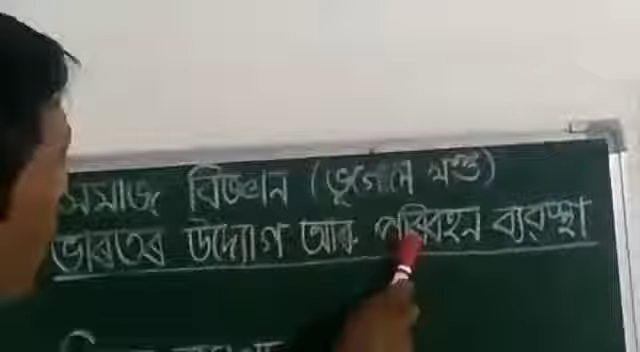 সমাজ বিজ্ঞান (ভূগোল খণ্ড)
ভাৰতৰ উদ্যোগ আৰু পৰিবহন ব্যৱস্থা